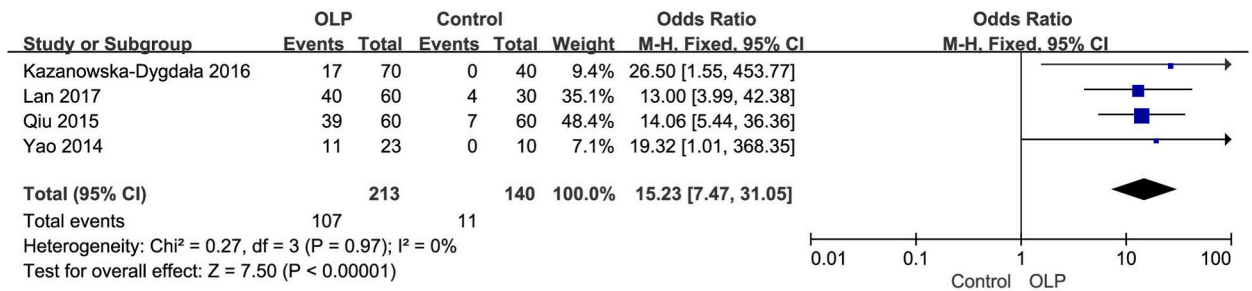 OLP Control Odds Ratio Odds Ratio
Study or Subgroup Events Total Events Total Weight M-H, Fixed, 95% CI M-H, Fixed, 95% CI
Kazanowska-Dygdała 2016 17 70 0 40 9.4% 26.50 [1.55, 453.77]
Lan 2017 40 60 4 30 35.1% 13.00 [3.99, 42.38]
Qiu 2015 39 60 7 60 48.4% 14.06 [5.44, 36.36]
Yao 2014 11 23 0 10 7.1% 19.32 [1.01, 368.35]
Total (95% CI) 213 140 100.0% 15.23 [7.47, 31.05]
Total events 107 11
Heterogeneity: Chi² = 0.27, df = 3 (P = 0.97); I² = 0%
Test for overall effect: Z = 7.50 (P < 0.00001)
0.01 0.1 1 10 100
Control OLP